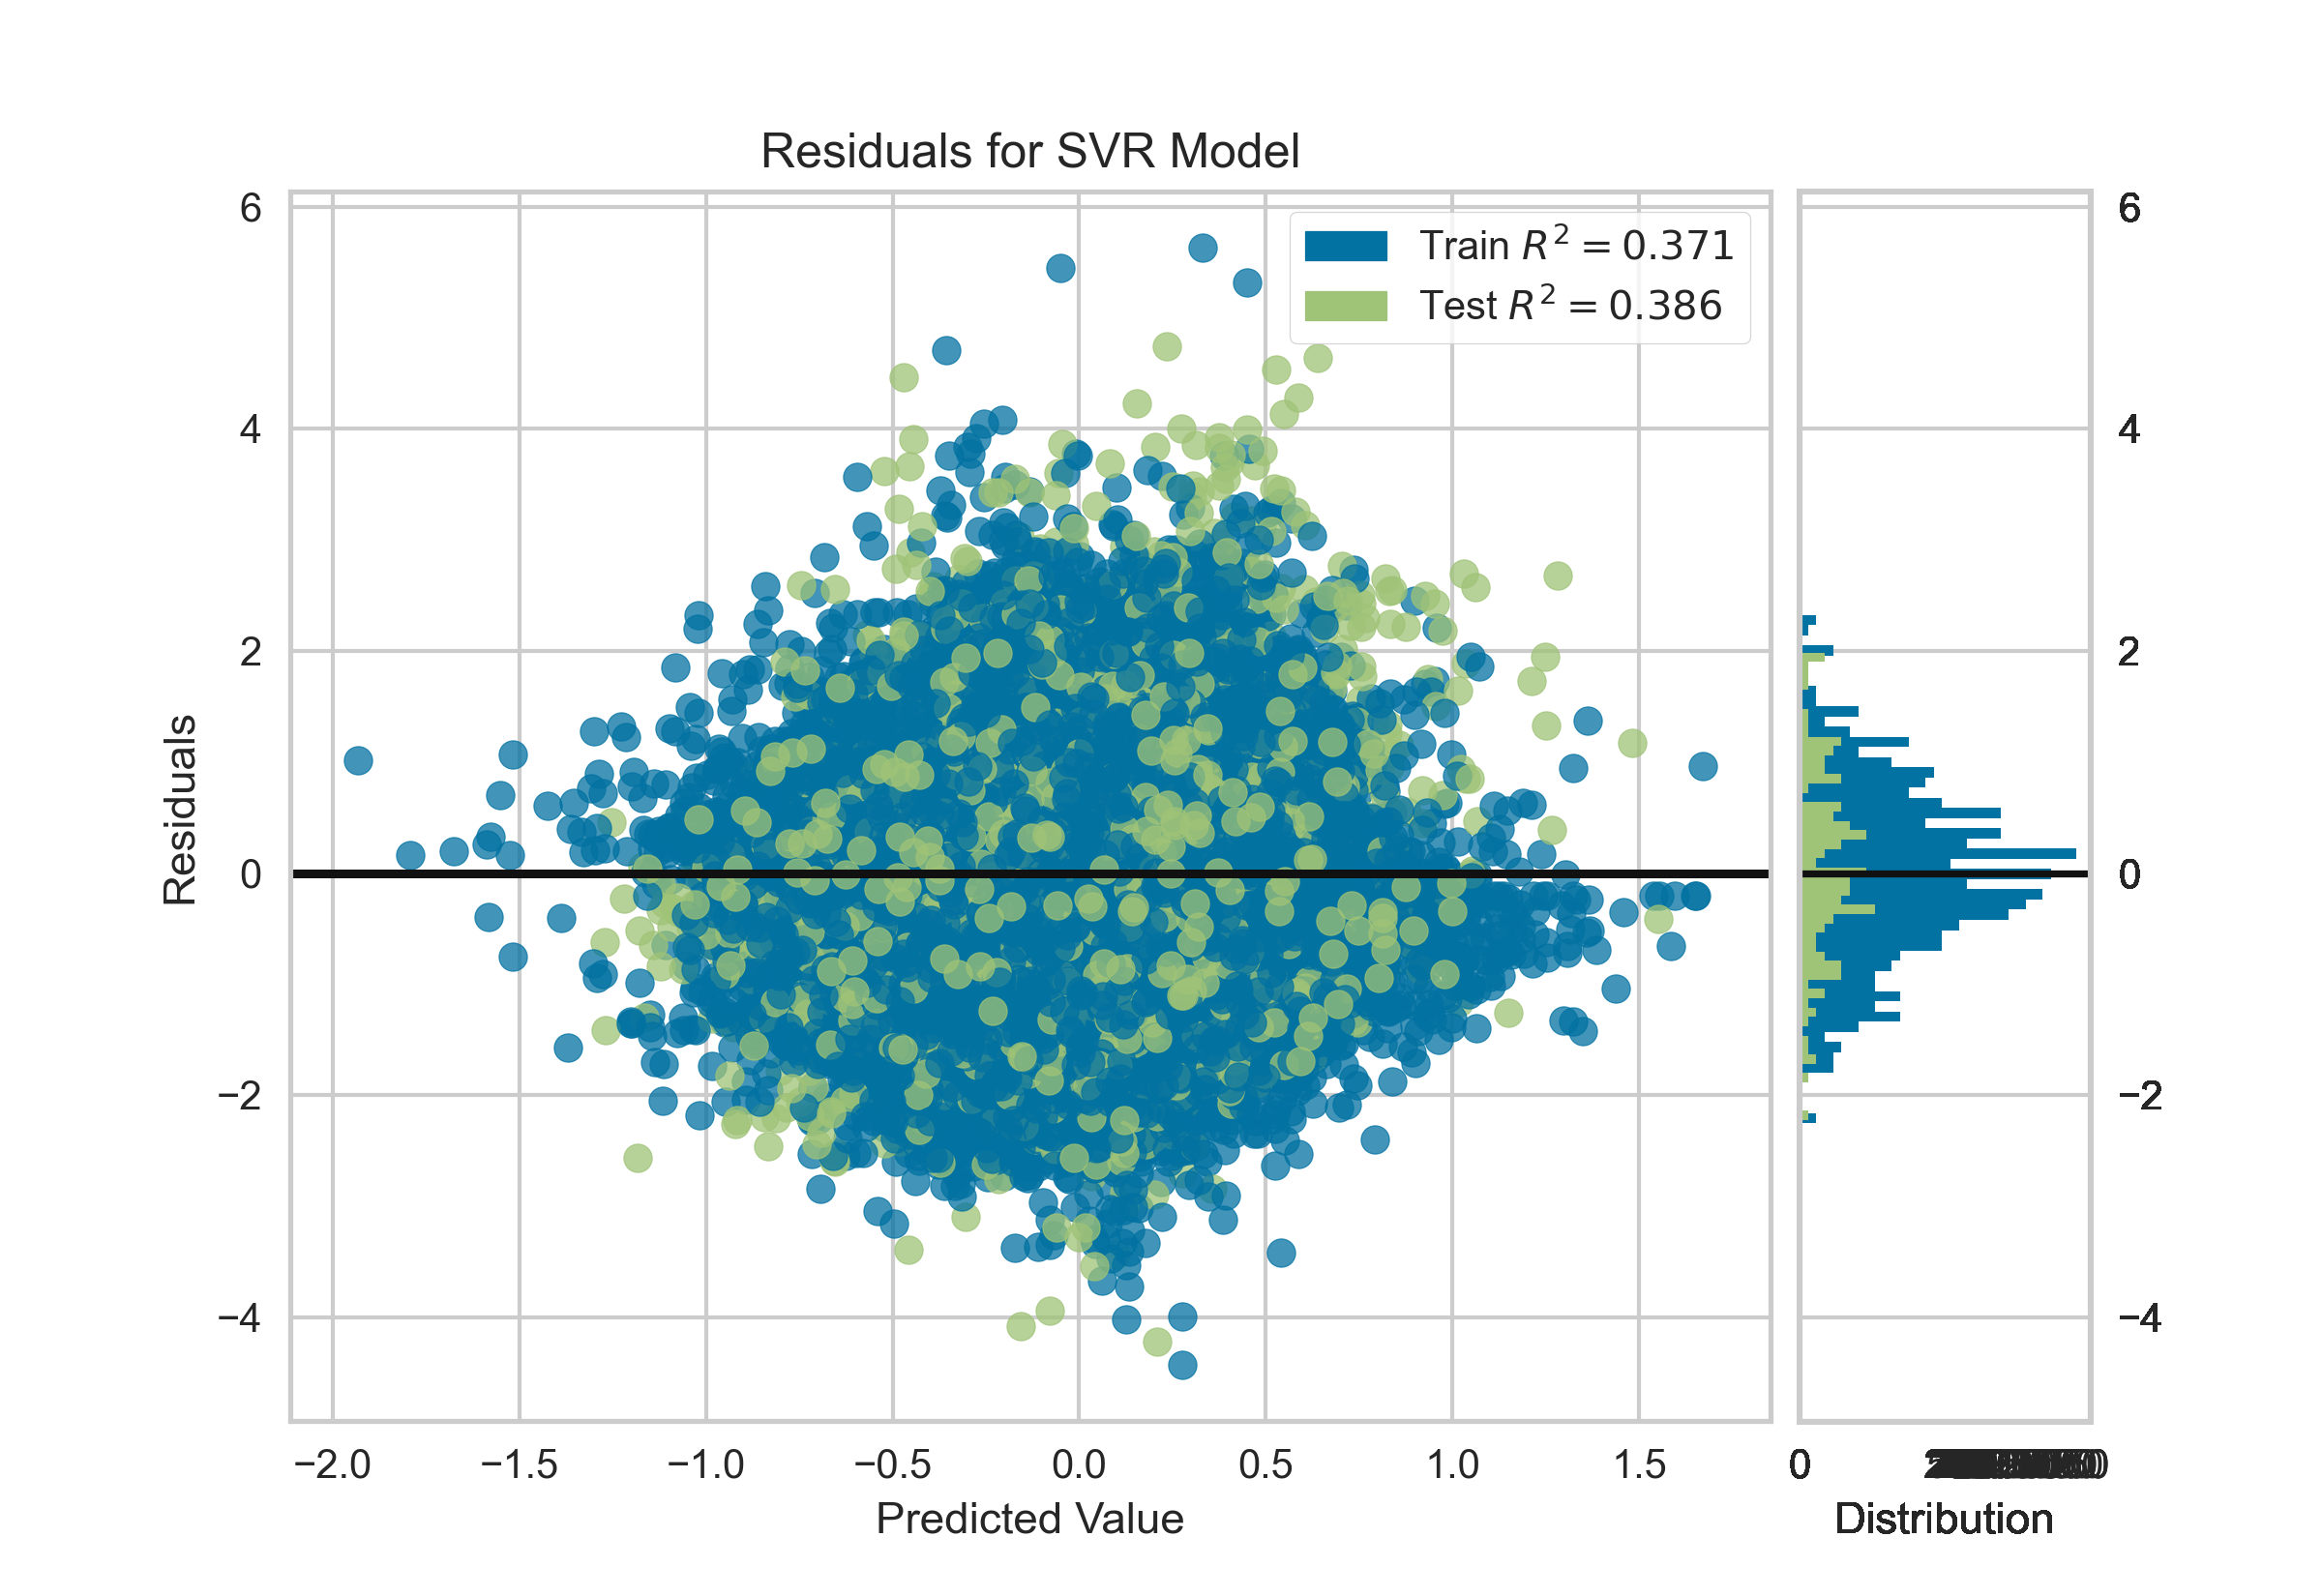 Residuals for SVR Model
Train R² = 0.371
Test R² = 0.386
6
4
2
0
−2
−4
Residuals
−2.0 −1.5 −1.0 −0.5 0.0 0.5 1.0 1.5
Predicted Value
6
4
2
0
−2
−4
0
Distribution